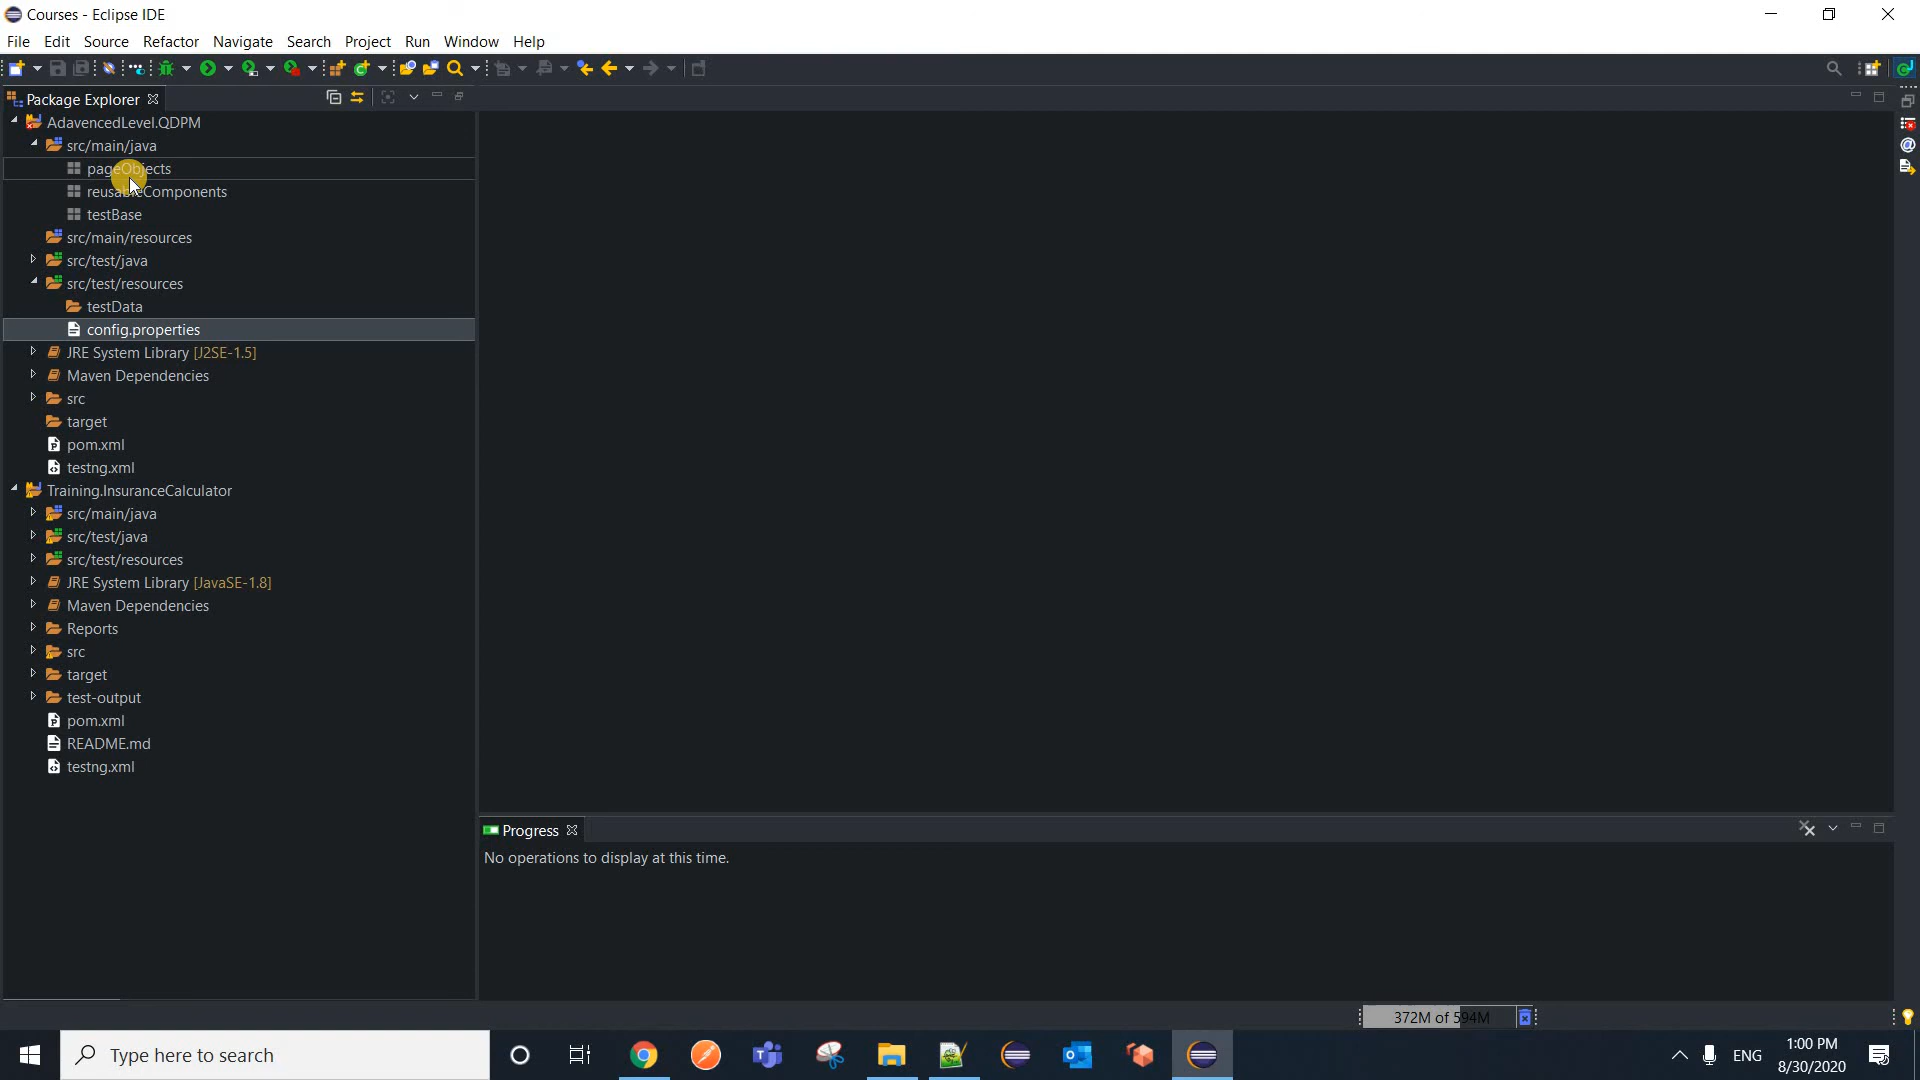 Courses - Eclipse IDE
File Edit Source Refactor Navigate Search Project Run Window Help
Package Explorer
AdavencedLevel.QDPM
src/main/java
pageObjects
reusableComponents
testBase
src/main/resources
src/test/java
src/test/resources
testData
config.properties
JRE System Library [J2SE-1.5]
Maven Dependencies
src
target
pom.xml
testng.xml
Training.InsuranceCalculator
src/main/java
src/test/java
src/test/resources
JRE System Library [JavaSE-1.8]
Maven Dependencies
Reports
src
target
test-output
pom.xml
README.md
testng.xml
Progress
No operations to display at this time.
372M of 594M
Type here to search
ENG
1:00 PM
8/30/2020